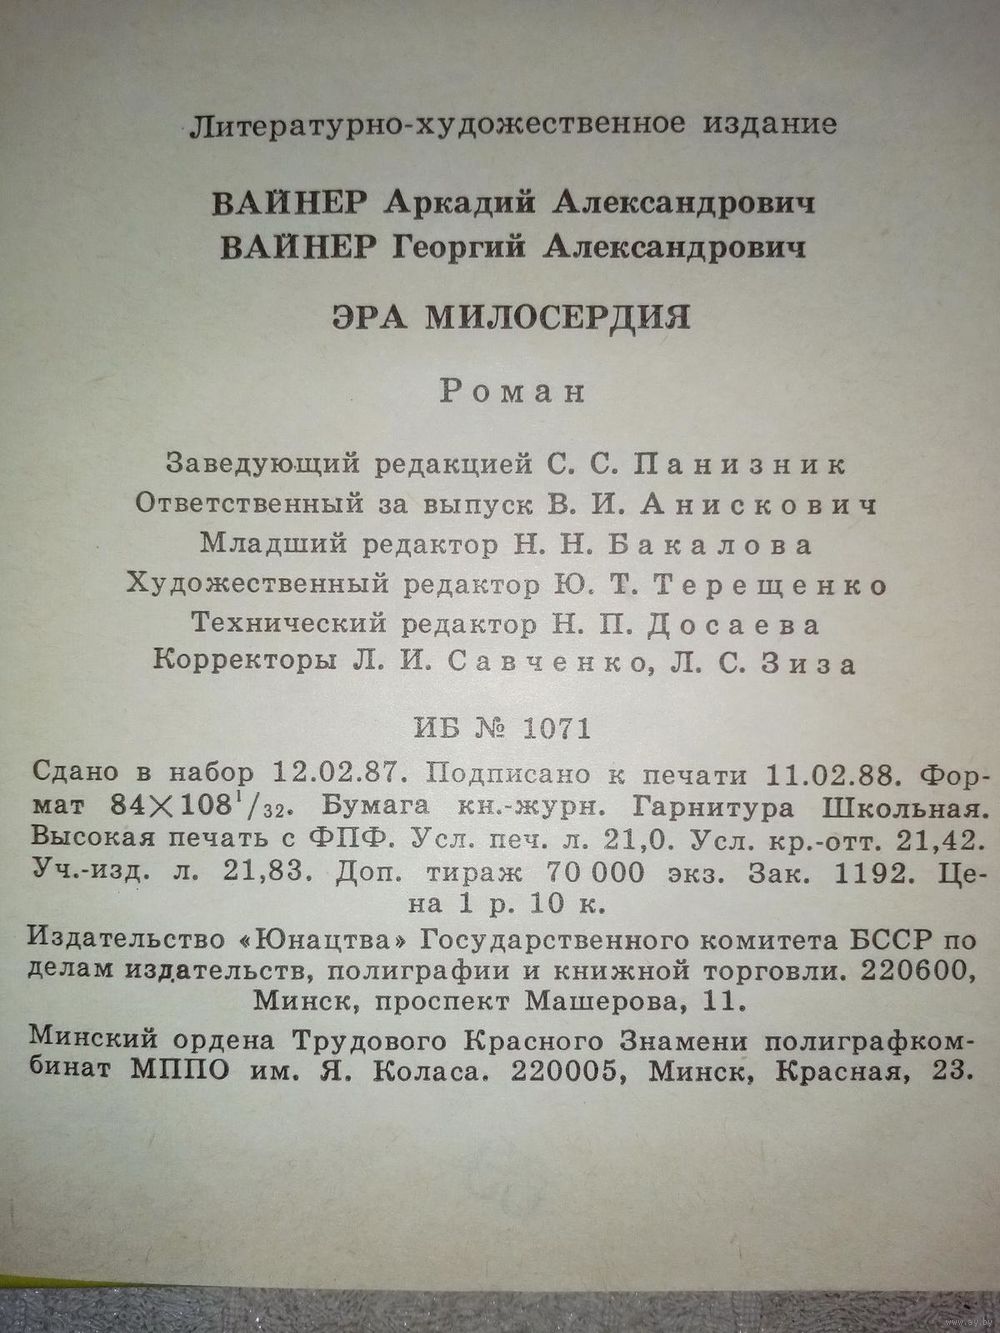 Литературно-художественное издание
ВАЙНЕР Аркадий Александрович
ВАЙНЕР Георгий Александрович
ЭРА МИЛОСЕРДИЯ
Роман
Заведующий редакцией С. С. Панизник
Ответственный за выпуск В. И. Анискович
Младший редактор Н. Н. Бакалова
Художественный редактор Ю. Т. Терещенко
Технический редактор Н. П. Досаева
Корректоры Л. И. Савченко, Л. С. Зиза
ИБ № 1071
Сдано в набор 12.02.87. Подписано к печати 11.02.88. Фор-
мат 84×108¹/₃₂. Бумага кн.-журн. Гарнитура Школьная.
Высокая печать с ФПФ. Усл. печ. л. 21,0. Усл. кр.-отт. 21,42.
Уч.-изд. л. 21,83. Доп. тираж 70 000 экз. Зак. 1192. Це-
на 1 р. 10 к.
Издательство «Юнацтва» Государственного комитета БССР по
делам издательств, полиграфии и книжной торговли. 220600,
Минск, проспект Машерова, 11.
Минский ордена Трудового Красного Знамени полиграфком-
бинат МППО им. Я. Коласа. 220005, Минск, Красная, 23.
www.ay.by